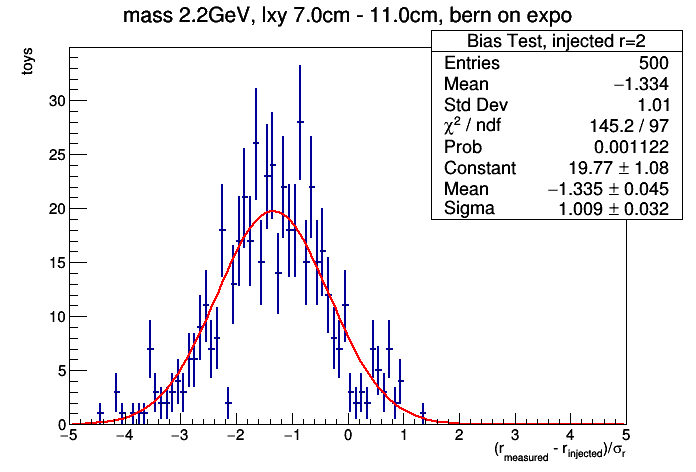 mass 2.2GeV, lxy 7.0cm - 11.0cm, bern on expo
Bias Test, injected r=2
Entries 500
Mean −1.334
Std Dev 1.01
χ² / ndf 145.2 / 97
Prob 0.001122
Constant 19.77 ± 1.08
Mean −1.335 ± 0.045
Sigma 1.009 ± 0.032
toys
30
25
20
15
10
5
0
−5 −4 −3 −2 −1 0 1 2 3 4 5
(r_measured - r_injected)/σ_r